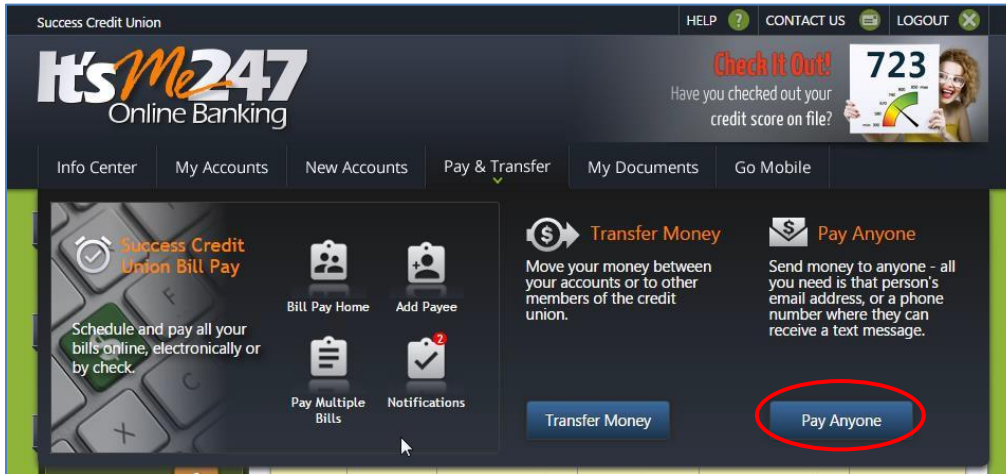 Success Credit Union
HELP ?
CONTACT US
LOGOUT
It's Me 247
Online Banking
Check It Out!
Have you checked out your
credit score on file?
723
Info Center
My Accounts
New Accounts
Pay & Transfer
My Documents
Go Mobile
Success Credit
Union Bill Pay
Schedule and pay all your
bills online, electronically or
by check.
Bill Pay Home
Add Payee
Pay Multiple
Bills
2
Notifications
Transfer Money
Move your money between
your accounts or to other
members of the credit
union.
Transfer Money
Pay Anyone
Send money to anyone - all
you need is that person's
email address, or a phone
number where they can
receive a text message.
Pay Anyone